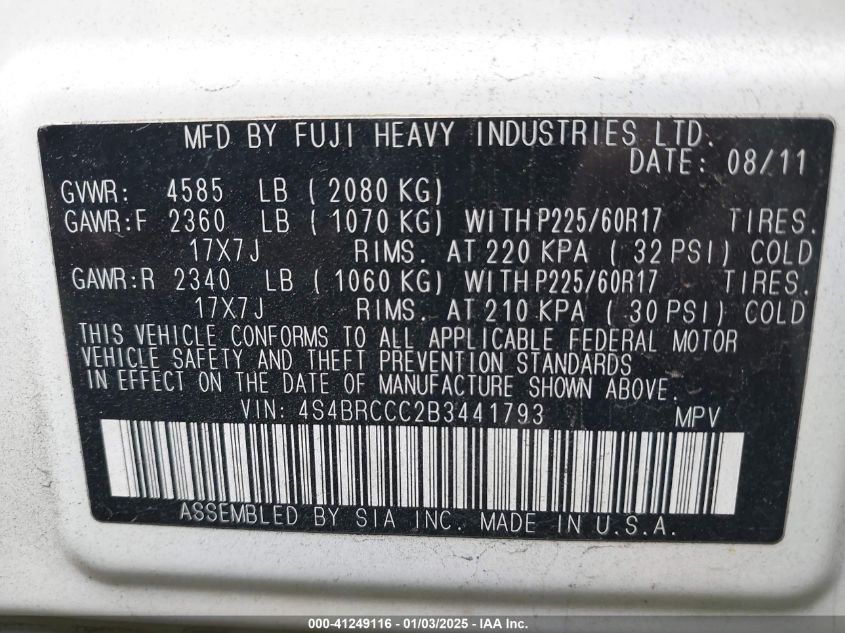 MFD BY FUJI HEAVY INDUSTRIES LTD.
DATE: 08/11
GVWR: 4585 LB ( 2080 KG)
GAWR:F 2360 LB ( 1070 KG) WITH P225/60R17 TIRES.
17X7J RIMS. AT 220 KPA ( 32 PSI) COLD
GAWR:R 2340 LB ( 1060 KG) WITH P225/60R17 TIRES.
17X7J RIMS. AT 210 KPA ( 30 PSI) COLD
THIS VEHICLE CONFORMS TO ALL APPLICABLE FEDERAL MOTOR
VEHICLE SAFETY AND THEFT PREVENTION STANDARDS
IN EFFECT ON THE DATE OF MANUFACTURE SHOWN ABOVE.
VIN: 4S4BRCCC2B3441793 MPV
ASSEMBLED BY SIA INC. MADE IN U.S.A.
000-41249116 - 01/03/2025 - IAA Inc.